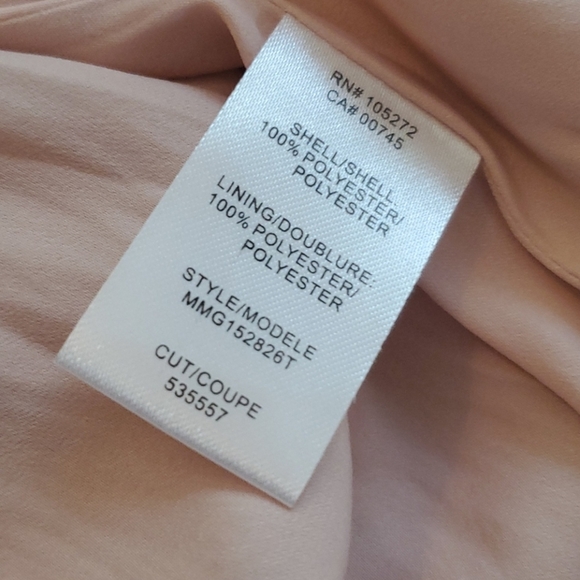 RN# 105272
CA# 00745
SHELL/SHELL
100% POLYESTER/
POLYESTER
LINING/DOUBLURE:
100% POLYESTER/
POLYESTER
STYLE/MODELE
MMG152826T
CUT/COUPE
535557